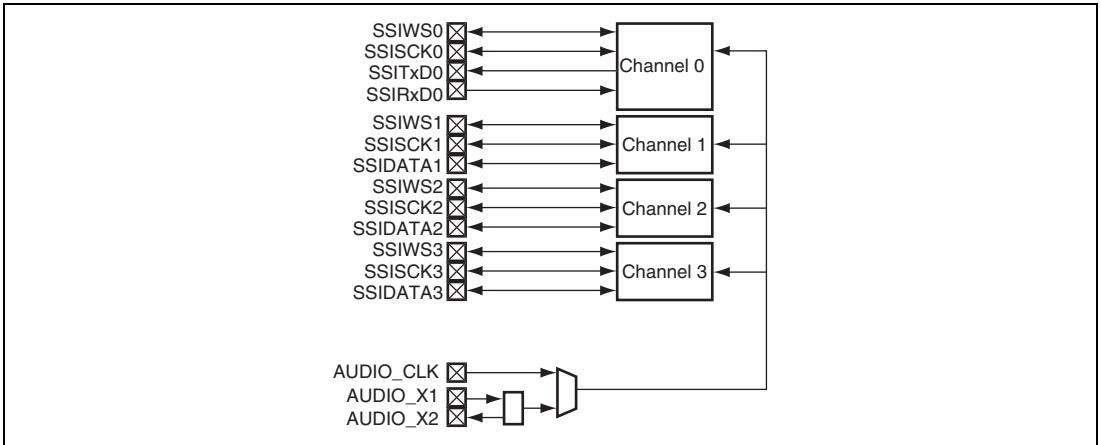 SSIWS0
SSISCK0
SSITxD0
SSIRxD0
Channel 0
SSIWS1
SSISCK1
SSIDATA1
Channel 1
SSIWS2
SSISCK2
SSIDATA2
Channel 2
SSIWS3
SSISCK3
SSIDATA3
Channel 3
AUDIO_CLK
AUDIO_X1
AUDIO_X2